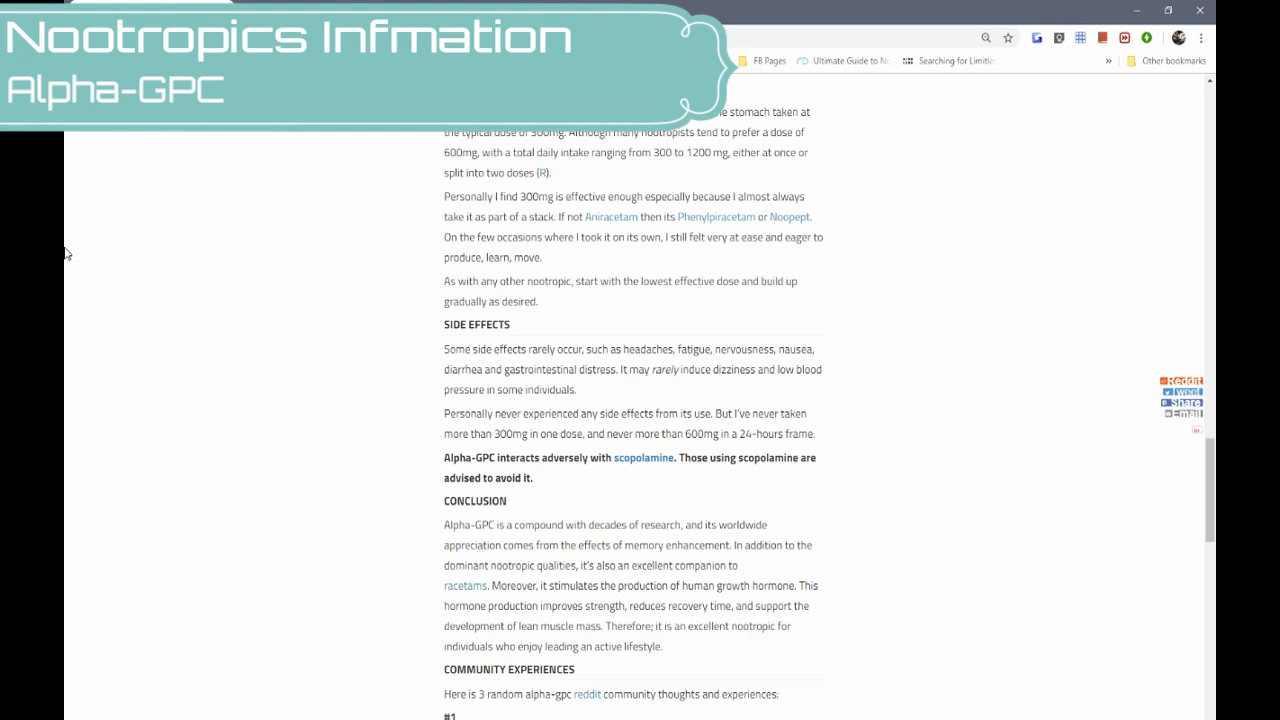 Nootropics Infmation
Alpha-GPC
FB Pages
Ultimate Guide to No
Searching for Limitle
»
Other bookmarks
e stomach taken at
the typical dose of 300mg. Although many nootropists tend to prefer a dose of
600mg, with a total daily intake ranging from 300 to 1200 mg, either at once or
split into two doses (R).
Personally I find 300mg is effective enough especially because I almost always
take it as part of a stack. If not Aniracetam then its Phenylpiracetam or Noopept.
On the few occasions where I took it on its own, I still felt very at ease and eager to
produce, learn, move.
As with any other nootropic, start with the lowest effective dose and build up
gradually as desired.
SIDE EFFECTS
Some side effects rarely occur, such as headaches, fatigue, nervousness, nausea,
diarrhea and gastrointestinal distress. It may rarely induce dizziness and low blood
pressure in some individuals.
Reddit
Tweet
Share
Email
Personally never experienced any side effects from its use. But I've never taken
more than 300mg in one dose, and never more than 600mg in a 24-hours frame.
Alpha-GPC interacts adversely with scopolamine. Those using scopolamine are
advised to avoid it.
CONCLUSION
Alpha-GPC is a compound with decades of research, and its worldwide
appreciation comes from the effects of memory enhancement. In addition to the
dominant nootropic qualities, it's also an excellent companion to
racetams. Moreover, it stimulates the production of human growth hormone. This
hormone production improves strength, reduces recovery time, and support the
development of lean muscle mass. Therefore; it is an excellent nootropic for
individuals who enjoy leading an active lifestyle.
COMMUNITY EXPERIENCES
Here is 3 random alpha-gpc reddit community thoughts and experiences:
#1